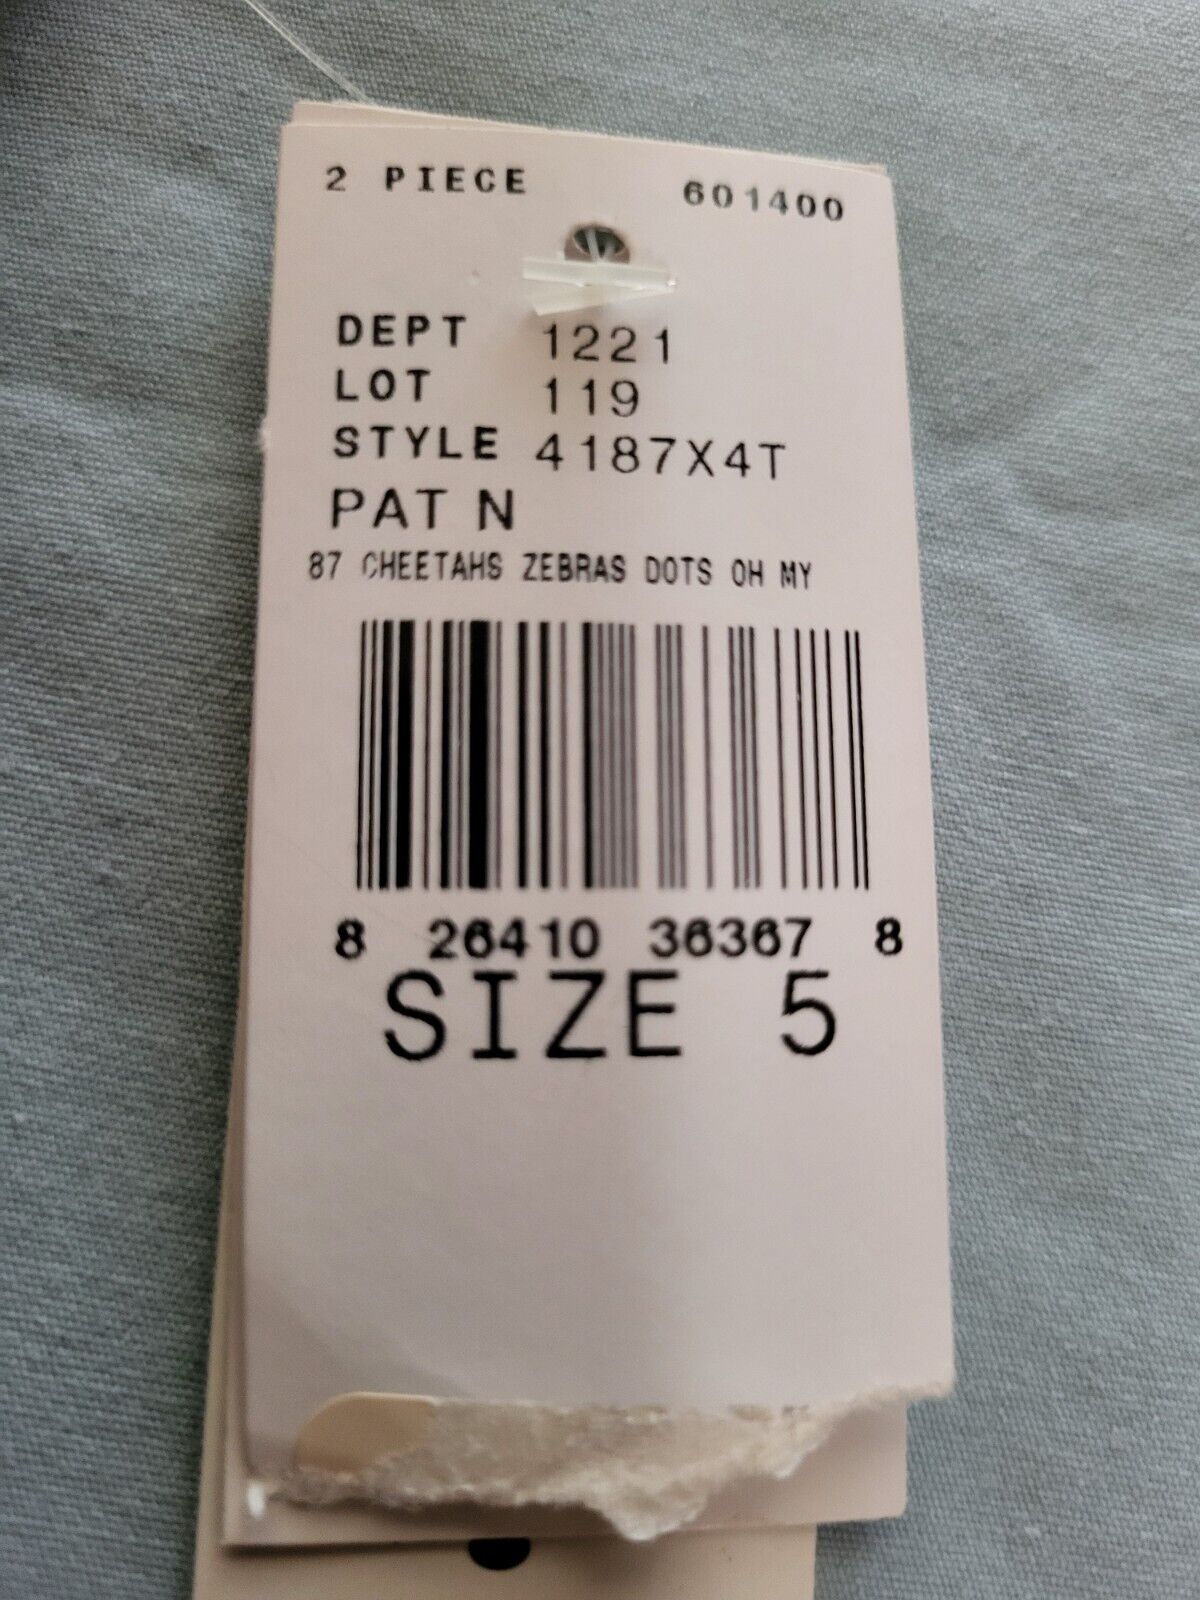 2 PIECE 601400
DEPT 1221
LOT 119
STYLE 4187X4T
PAT N
87 CHEETAHS ZEBRAS DOTS OH MY
8 26410 36367 8
SIZE 5